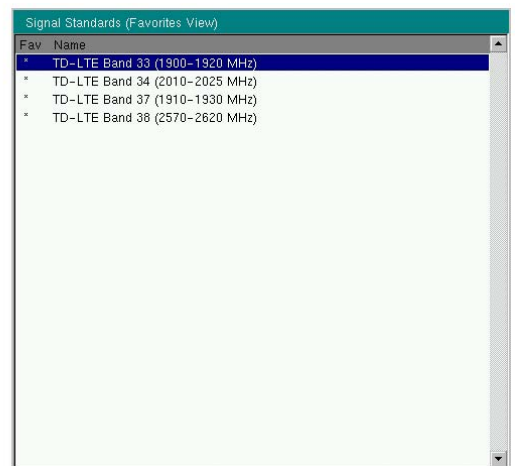 Signal Standards (Favorites View)
Fav Name
* TD-LTE Band 33 (1900-1920 MHz)
* TD-LTE Band 34 (2010-2025 MHz)
* TD-LTE Band 37 (1910-1930 MHz)
* TD-LTE Band 38 (2570-2620 MHz)